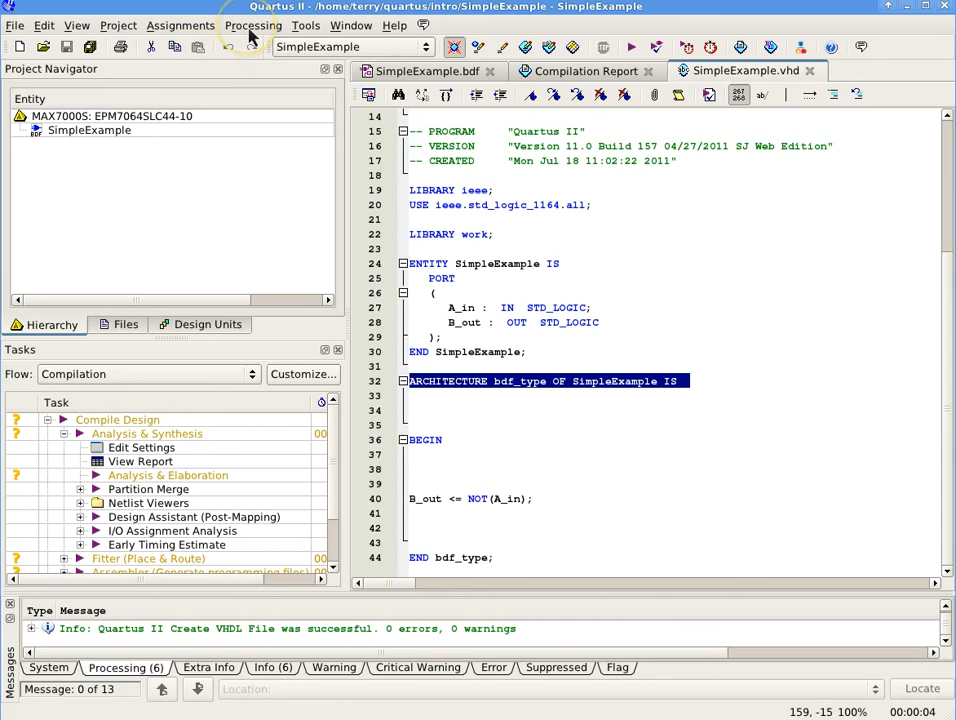 Quartus II - /home/terry/quartus/intro/SimpleExample - SimpleExample
File Edit View Project Assignments Processing Tools Window Help
SimpleExample
Project Navigator
SimpleExample.bdf
Compilation Report
SimpleExample.vhd
267
268
ab/
Entity
MAX7000S: EPM7064SLC44-10
SimpleExample
Hierarchy Files Design Units
Tasks
Flow: Compilation Customize...
Task
Compile Design
Analysis & Synthesis 00
Edit Settings
View Report
Analysis & Elaboration
Partition Merge
Netlist Viewers
Design Assistant (Post-Mapping)
I/O Assignment Analysis
Early Timing Estimate
Fitter (Place & Route) 00
Assembler (Generate programming files) 00
14
15 -- PROGRAM "Quartus II"
16 -- VERSION "Version 11.0 Build 157 04/27/2011 SJ Web Edition"
17 -- CREATED "Mon Jul 18 11:02:22 2011"
18
19 LIBRARY ieee;
20 USE ieee.std_logic_1164.all;
21
22 LIBRARY work;
23
24 ENTITY SimpleExample IS
25 PORT
26 (
27 A_in : IN STD_LOGIC;
28 B_out : OUT STD_LOGIC
29 );
30 END SimpleExample;
31
32 ARCHITECTURE bdf_type OF SimpleExample IS
33
34
35
36 BEGIN
37
38
39
40 B_out <= NOT(A_in);
41
42
43
44 END bdf_type;
Messages
Type Message
Info: Quartus II Create VHDL File was successful. 0 errors, 0 warnings
System Processing (6) Extra Info Info (6) Warning Critical Warning Error Suppressed Flag
Message: 0 of 13 Location: Locate
159, -15 100% 00:00:04